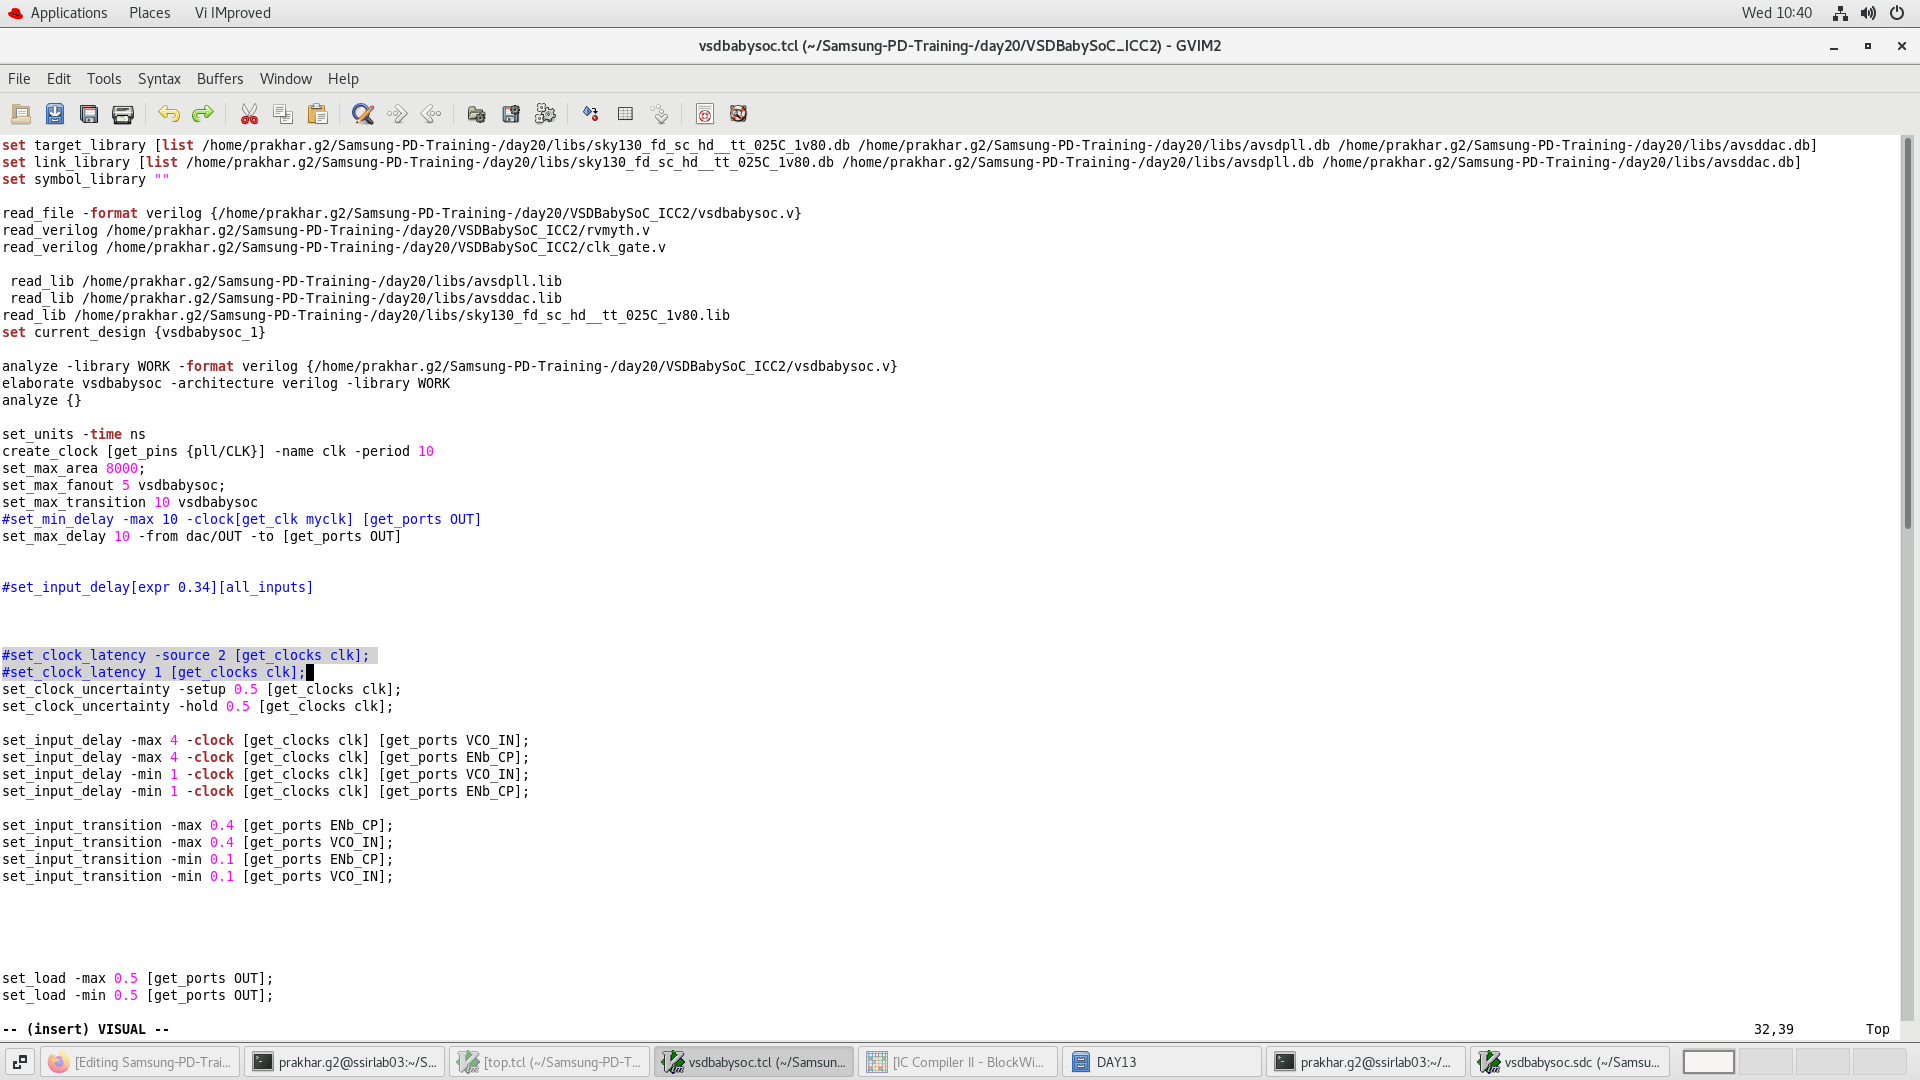 Applications Places Vi IMproved Wed 10:40
vsdbabysoc.tcl (~/Samsung-PD-Training-/day20/VSDBabySoC_ICC2) - GVIM2
File Edit Tools Syntax Buffers Window Help
set target_library [list /home/prakhar.g2/Samsung-PD-Training-/day20/libs/sky130_fd_sc_hd__tt_025C_1v80.db /home/prakhar.g2/Samsung-PD-Training-/day20/libs/avsdpll.db /home/prakhar.g2/Samsung-PD-Training-/day20/libs/avsddac.db]
set link_library [list /home/prakhar.g2/Samsung-PD-Training-/day20/libs/sky130_fd_sc_hd__tt_025C_1v80.db /home/prakhar.g2/Samsung-PD-Training-/day20/libs/avsdpll.db /home/prakhar.g2/Samsung-PD-Training-/day20/libs/avsddac.db]
set symbol_library ""
read_file -format verilog {/home/prakhar.g2/Samsung-PD-Training-/day20/VSDBabySoC_ICC2/vsdbabysoc.v}
read_verilog /home/prakhar.g2/Samsung-PD-Training-/day20/VSDBabySoC_ICC2/rvmyth.v
read_verilog /home/prakhar.g2/Samsung-PD-Training-/day20/VSDBabySoC_ICC2/clk_gate.v
read_lib /home/prakhar.g2/Samsung-PD-Training-/day20/libs/avsdpll.lib
read_lib /home/prakhar.g2/Samsung-PD-Training-/day20/libs/avsddac.lib
read_lib /home/prakhar.g2/Samsung-PD-Training-/day20/libs/sky130_fd_sc_hd__tt_025C_1v80.lib
set current_design {vsdbabysoc_1}
analyze -library WORK -format verilog {/home/prakhar.g2/Samsung-PD-Training-/day20/VSDBabySoC_ICC2/vsdbabysoc.v}
elaborate vsdbabysoc -architecture verilog -library WORK
analyze {}
set_units -time ns
create_clock [get_pins {pll/CLK}] -name clk -period 10
set_max_area 8000;
set_max_fanout 5 vsdbabysoc;
set_max_transition 10 vsdbabysoc
#set_min_delay -max 10 -clock[get_clk myclk] [get_ports OUT]
set_max_delay 10 -from dac/OUT -to [get_ports OUT]
#set_input_delay[expr 0.34][all_inputs]
#set_clock_latency -source 2 [get_clocks clk];
#set_clock_latency 1 [get_clocks clk];
set_clock_uncertainty -setup 0.5 [get_clocks clk];
set_clock_uncertainty -hold 0.5 [get_clocks clk];
set_input_delay -max 4 -clock [get_clocks clk] [get_ports VCO_IN];
set_input_delay -max 4 -clock [get_clocks clk] [get_ports ENb_CP];
set_input_delay -min 1 -clock [get_clocks clk] [get_ports VCO_IN];
set_input_delay -min 1 -clock [get_clocks clk] [get_ports ENb_CP];
set_input_transition -max 0.4 [get_ports ENb_CP];
set_input_transition -max 0.4 [get_ports VCO_IN];
set_input_transition -min 0.1 [get_ports ENb_CP];
set_input_transition -min 0.1 [get_ports VCO_IN];
set_load -max 0.5 [get_ports OUT];
set_load -min 0.5 [get_ports OUT];
-- (insert) VISUAL -- 32,39 Top
[Editing Samsung-PD-Trai... prakhar.g2@ssirlab03:~/S... [top.tcl (~/Samsung-PD-T... vsdbabysoc.tcl (~/Samsun... [IC Compiler II - BlockWi... DAY13 prakhar.g2@ssirlab03:~/... vsdbabysoc.sdc (~/Samsu...